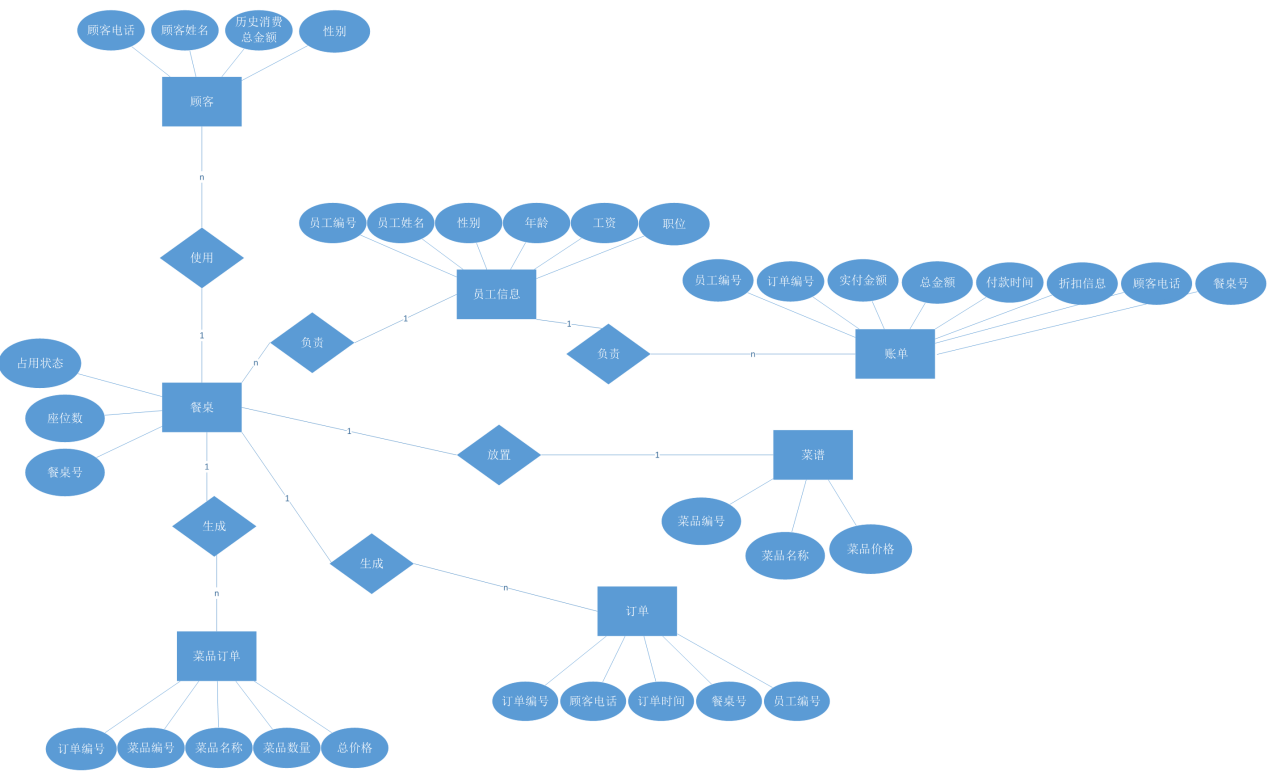 顾客电话
顾客姓名
历史消费
总金额
性别
顾客
n
使用
1
员工编号
员工姓名
性别
年龄
工资
职位
员工信息
员工编号
订单编号
实付金额
总金额
付款时间
折扣信息
顾客电话
餐桌号
账单
负责
1
n
1
负责
n
占用状态
座位数
餐桌号
餐桌
1
放置
1
菜谱
菜品编号
菜品名称
菜品价格
1
生成
n
1
生成
n
订单
订单编号
顾客电话
订单时间
餐桌号
员工编号
菜品订单
订单编号
菜品编号
菜品名称
菜品数量
总价格